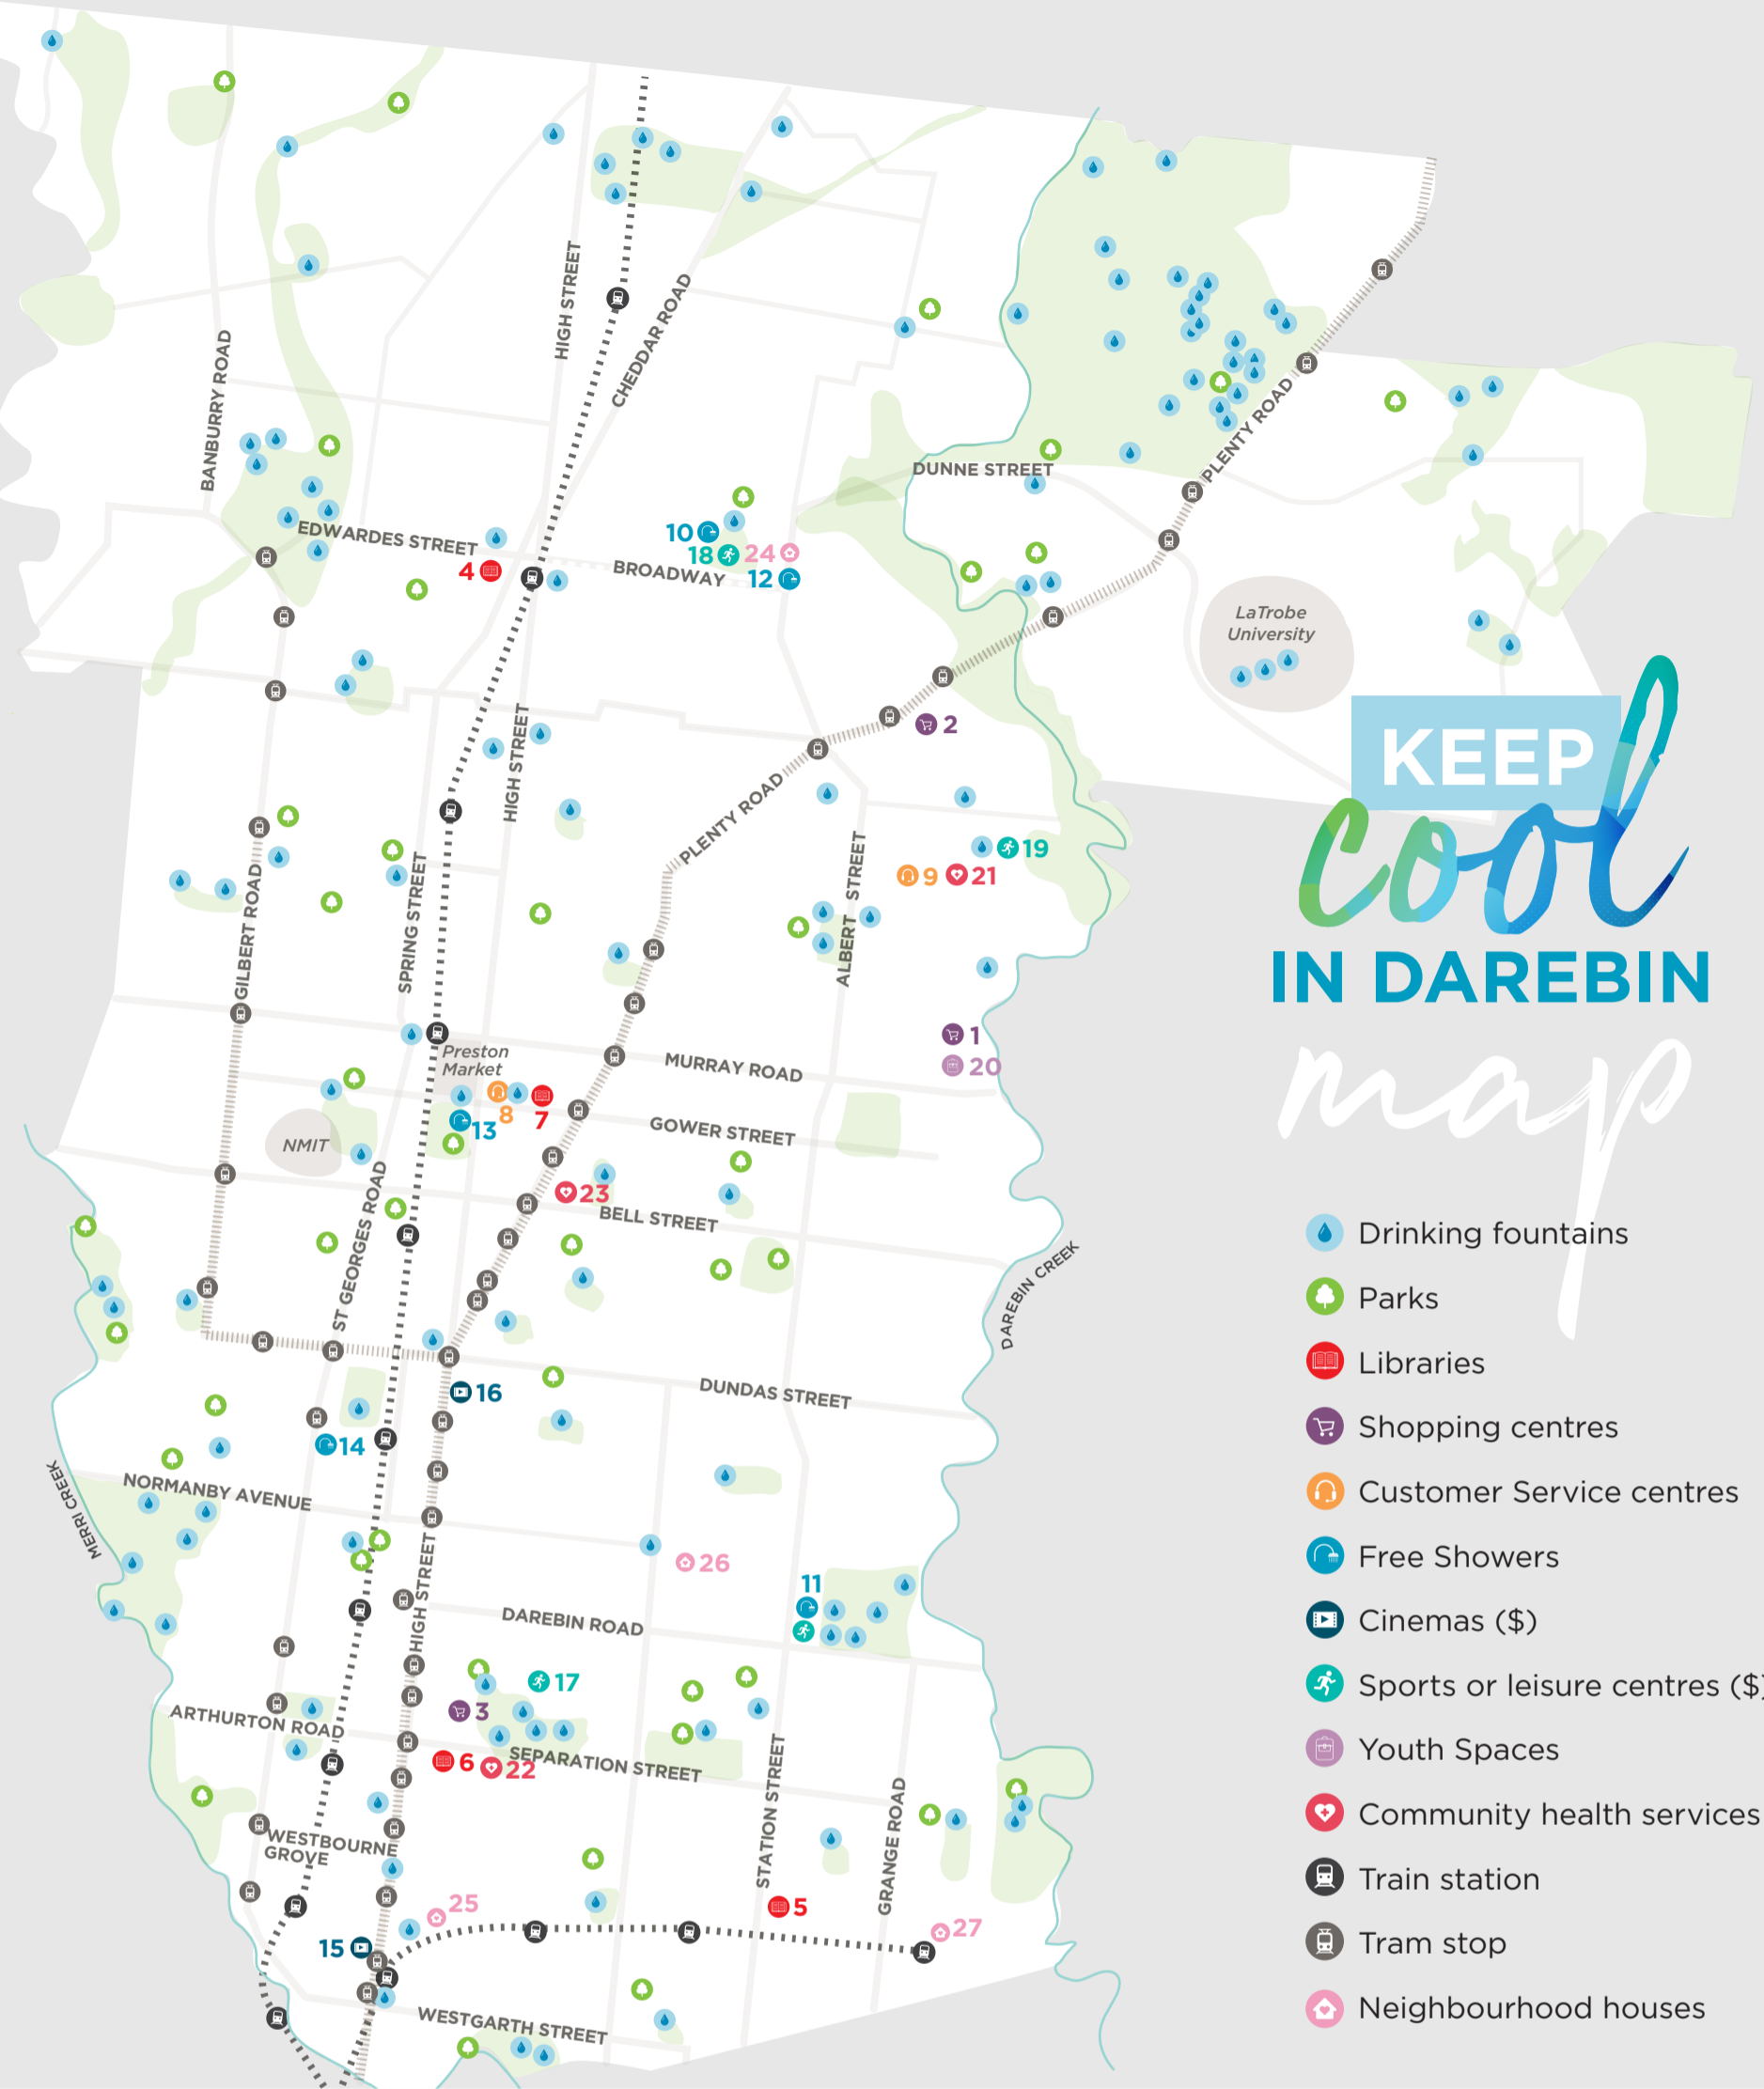 HIGH STREET
CHEDDAR ROAD
BANBURRY ROAD
PLENTY ROAD
DUNNE STREET
EDWARDES STREET
4
10
18
24
BROADWAY
12
LaTrobe
University
2
HIGH STREET
PLENTY ROAD
19
9
21
ALBERT STREET
SPRING STREET
GILBERT ROAD
1
20
Preston
Market
MURRAY ROAD
8
7
13
GOWER STREET
NMIT
23
BELL STREET
ST GEORGES ROAD
DAREBIN CREEK
16
DUNDAS STREET
14
MERRI CREEK
NORMANBY AVENUE
26
11
HIGH STREET
DAREBIN ROAD
17
3
ARTHURTON ROAD
6
22
SEPARATION STREET
STATION STREET
GRANGE ROAD
WESTBOURNE
GROVE
25
5
27
15
WESTGARTH STREET
KEEP
cool
IN DAREBIN
map
Drinking fountains
Parks
Libraries
Shopping centres
Customer Service centres
Free Showers
Cinemas ($)
Sports or leisure centres ($)
Youth Spaces
Community health services
Train station
Tram stop
Neighbourhood houses